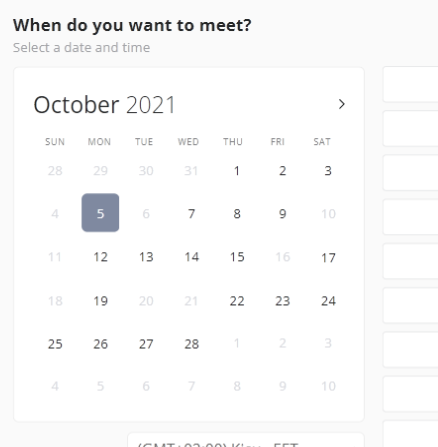 When do you want to meet?
Select a date and time
October 2021
SUN MON TUE WED THU FRI SAT
28 29 30 31 1 2 3
4 5 6 7 8 9 10
11 12 13 14 15 16 17
18 19 20 21 22 23 24
25 26 27 28 1 2 3
4 5 6 7 8 9 10